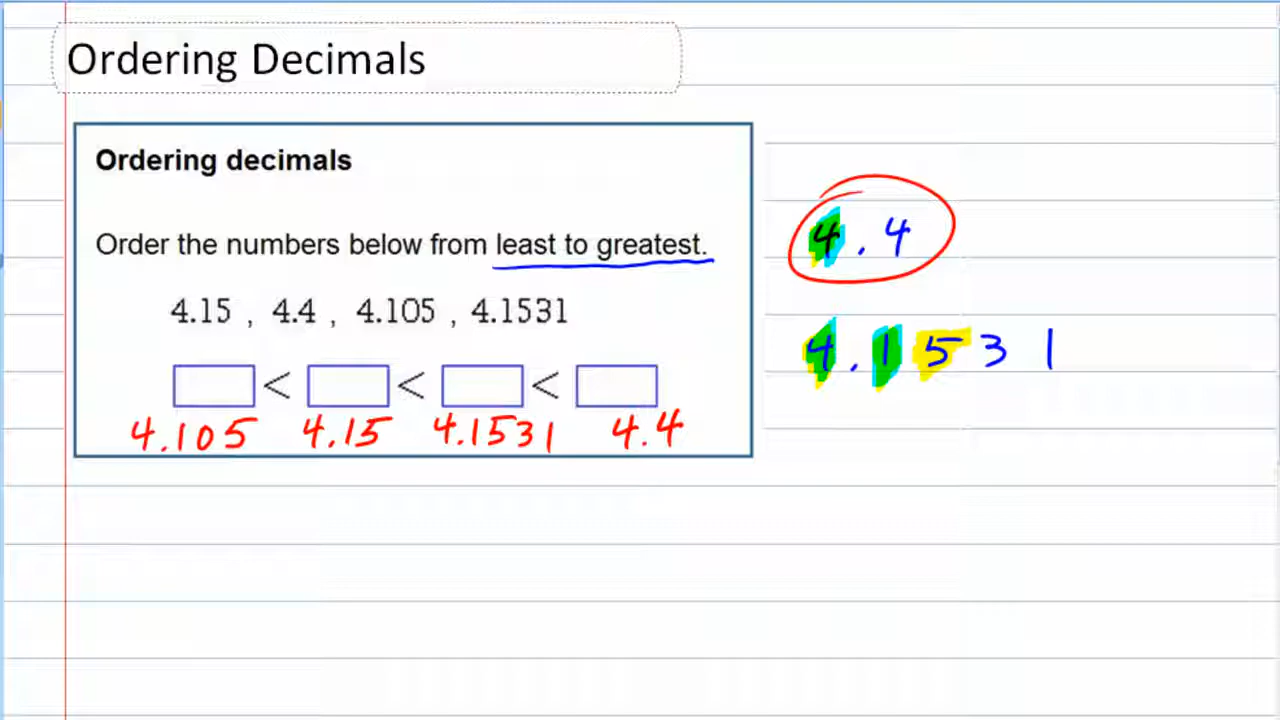 Ordering Decimals
Ordering decimals
Order the numbers below from least to greatest.
4.15 , 4.4 , 4.105 , 4.1531
< < <
4.105 4.15 4.1531 4.4
4.4
4.1531